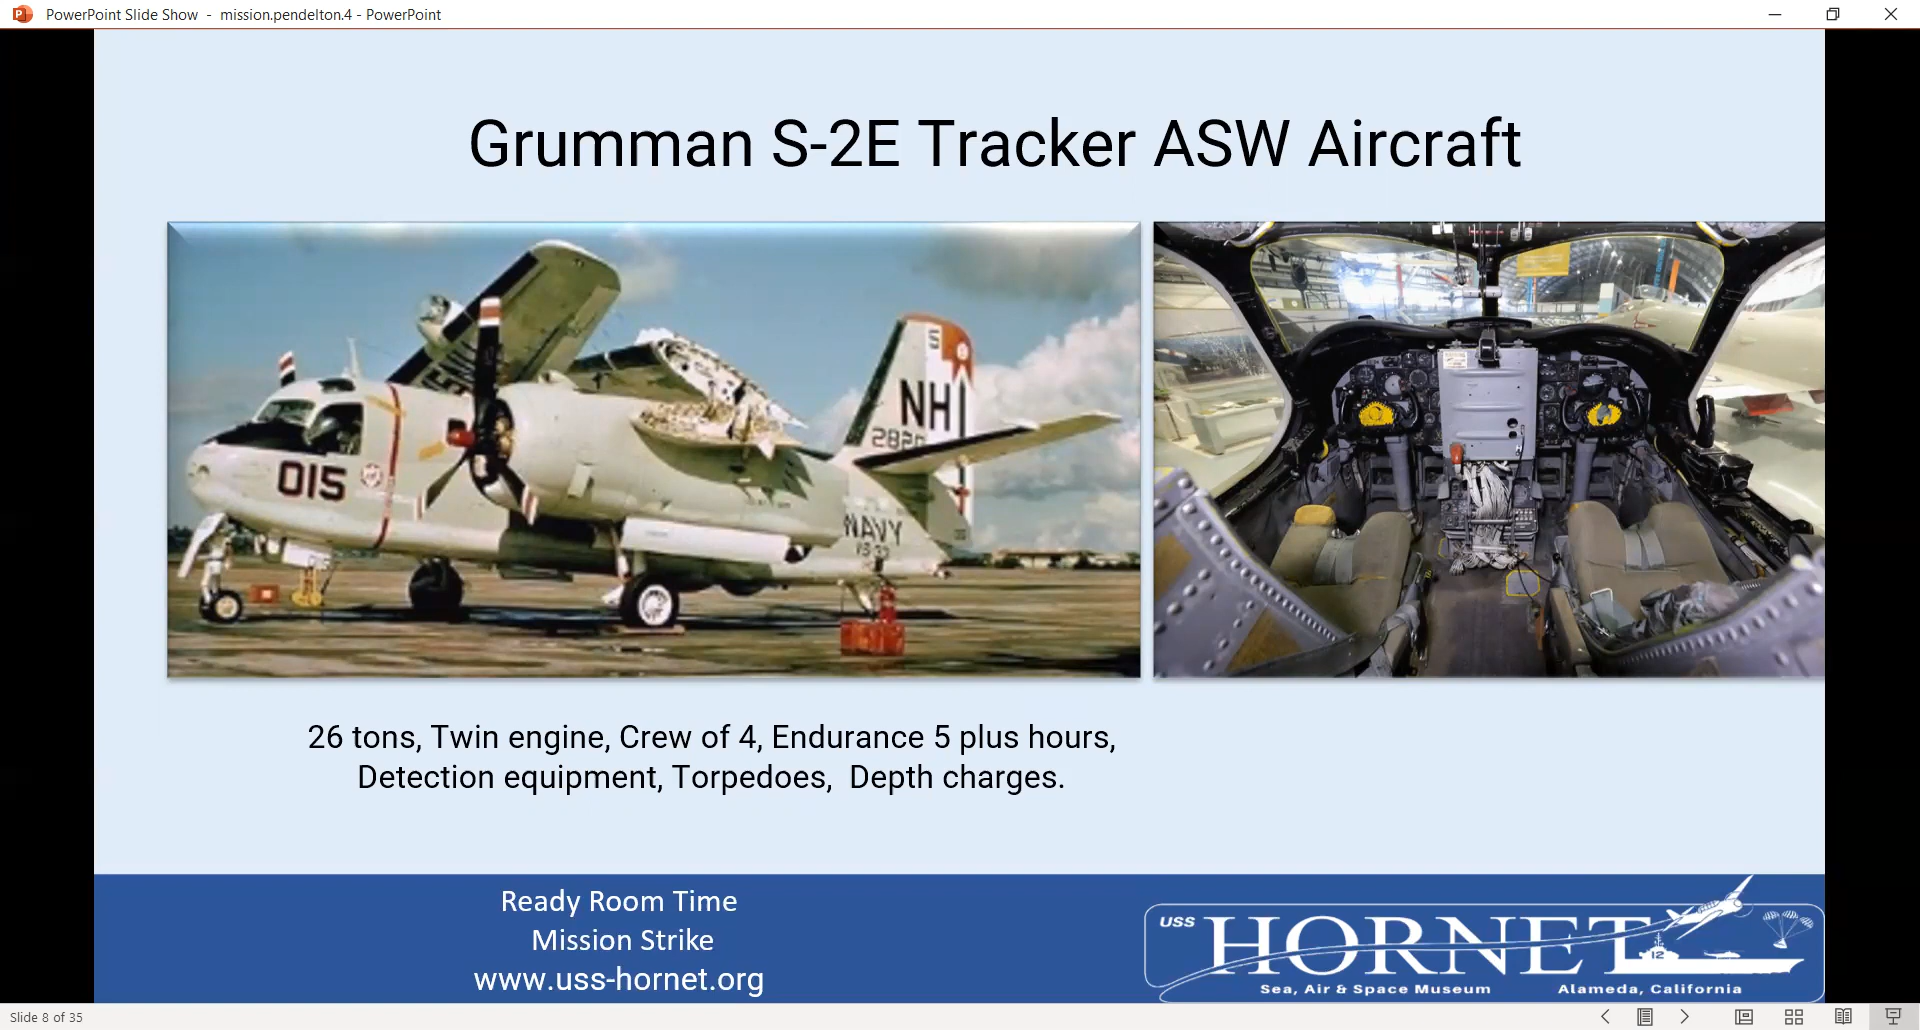 PowerPoint Slide Show - mission.pendelton.4 - PowerPoint
Grumman S-2E Tracker ASW Aircraft
S
NH
015
NAVY
26 tons, Twin engine, Crew of 4, Endurance 5 plus hours,
Detection equipment, Torpedoes, Depth charges.
Ready Room Time
Mission Strike
www.uss-hornet.org
USS HORNET
12
Sea, Air & Space Museum Alameda, California
Slide 8 of 35